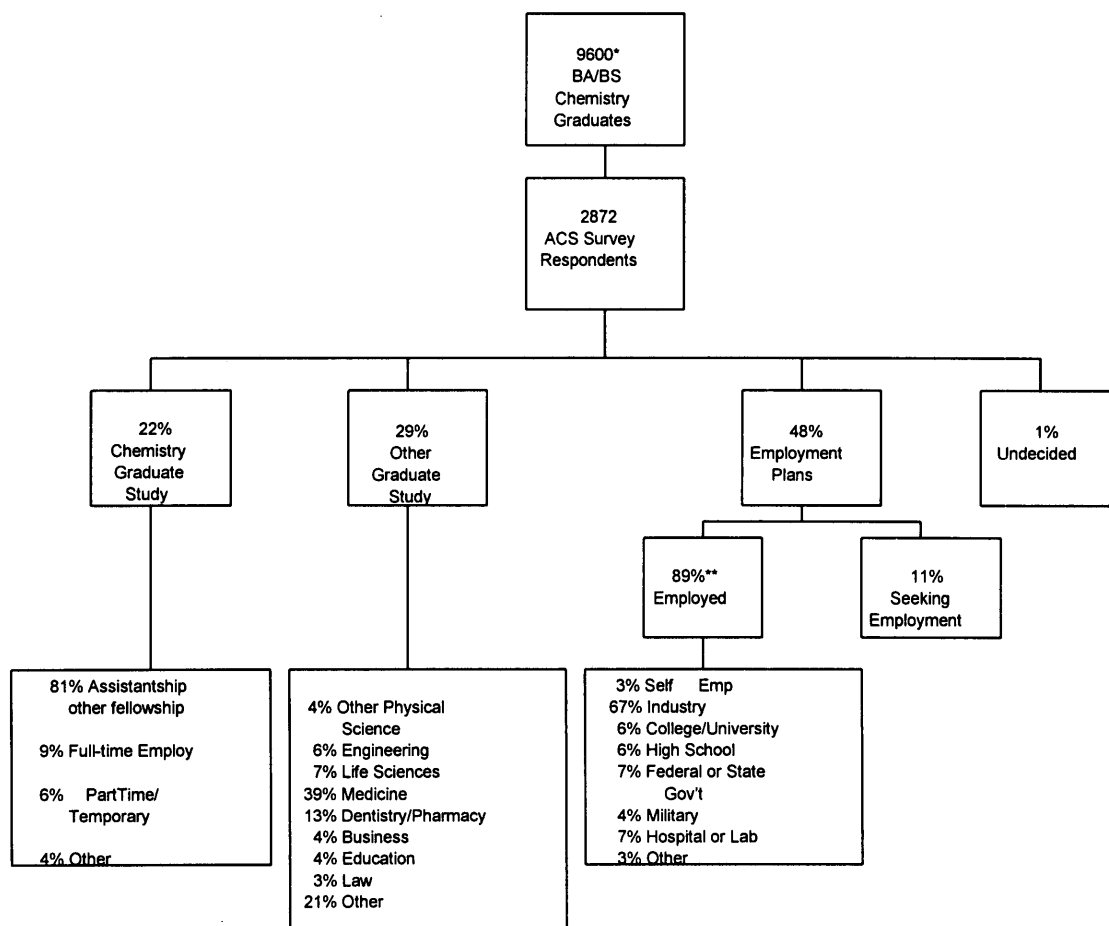 9600*
BA/BS
Chemistry
Graduates
2872
ACS Survey
Respondents
22%
Chemistry
Graduate
Study
29%
Other
Graduate
Study
48%
Employment
Plans
1%
Undecided
89%**
Employed
11%
Seeking
Employment
81% Assistantship
other fellowship
9% Full-time Employ
6% PartTime/
Temporary
4% Other
4% Other Physical
Science
6% Engineering
7% Life Sciences
39% Medicine
13% Dentistry/Pharmacy
4% Business
4% Education
3% Law
21% Other
3% Self Emp
67% Industry
6% College/University
6% High School
7% Federal or State
Gov't
4% Military
7% Hospital or Lab
3% Other